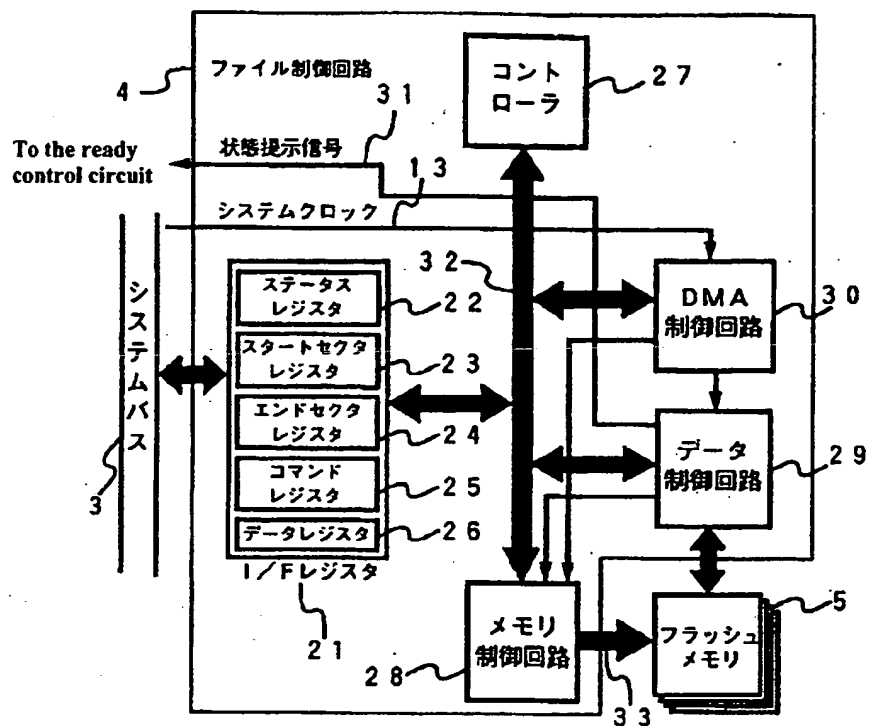 4
ファイル制御回路
コント
ローラ
27
31
To the ready
control circuit
状態提示信号
13
システムクロック
32
システムバス
3
ステータス
レジスタ
22
スタートセクタ
レジスタ
23
エンドセクタ
レジスタ
24
コマンド
レジスタ
25
データレジスタ
26
I/Fレジスタ
21
DMA
制御回路
30
データ
制御回路
29
メモリ
制御回路
28
フラッシュ
メモリ
5
33